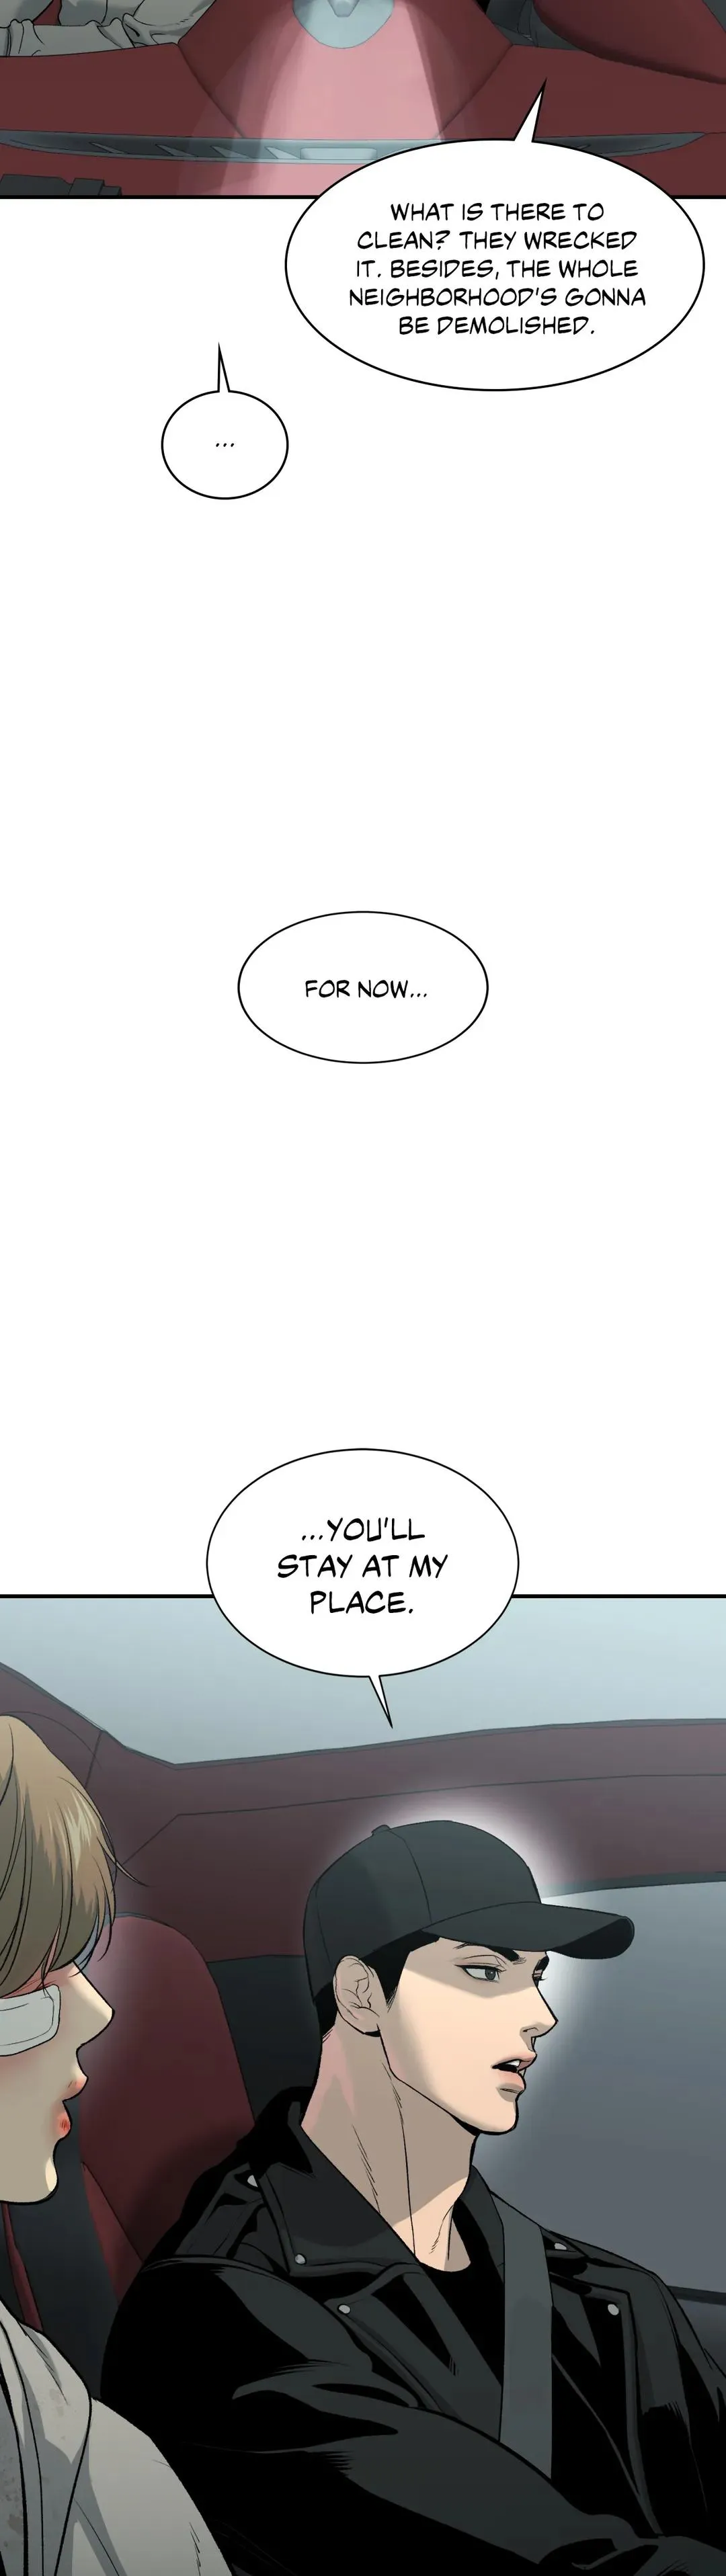 WHAT IS THERE TO
CLEAN? THEY WRECKED
IT. BESIDES, THE WHOLE
NEIGHBORHOOD'S GONNA
BE DEMOLISHED.
...
FOR NOW...
...YOU'LL
STAY AT MY
PLACE.